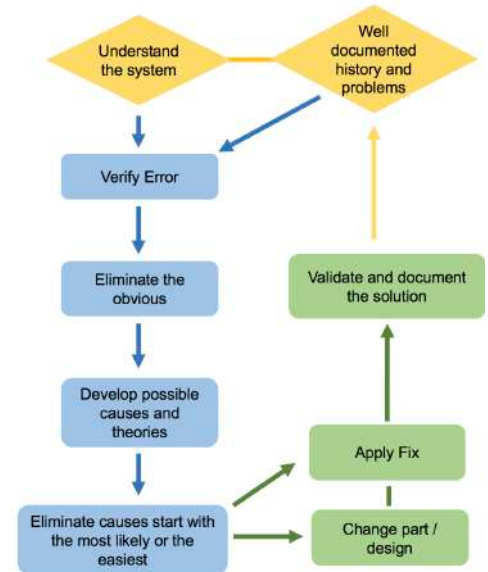 Understand
the system
Well
documented
history and
problems
Verify Error
Eliminate the
obvious
Validate and document
the solution
Develop possible
causes and
theories
Apply Fix
Eliminate causes start with
the most likely or the
easiest
Change part /
design